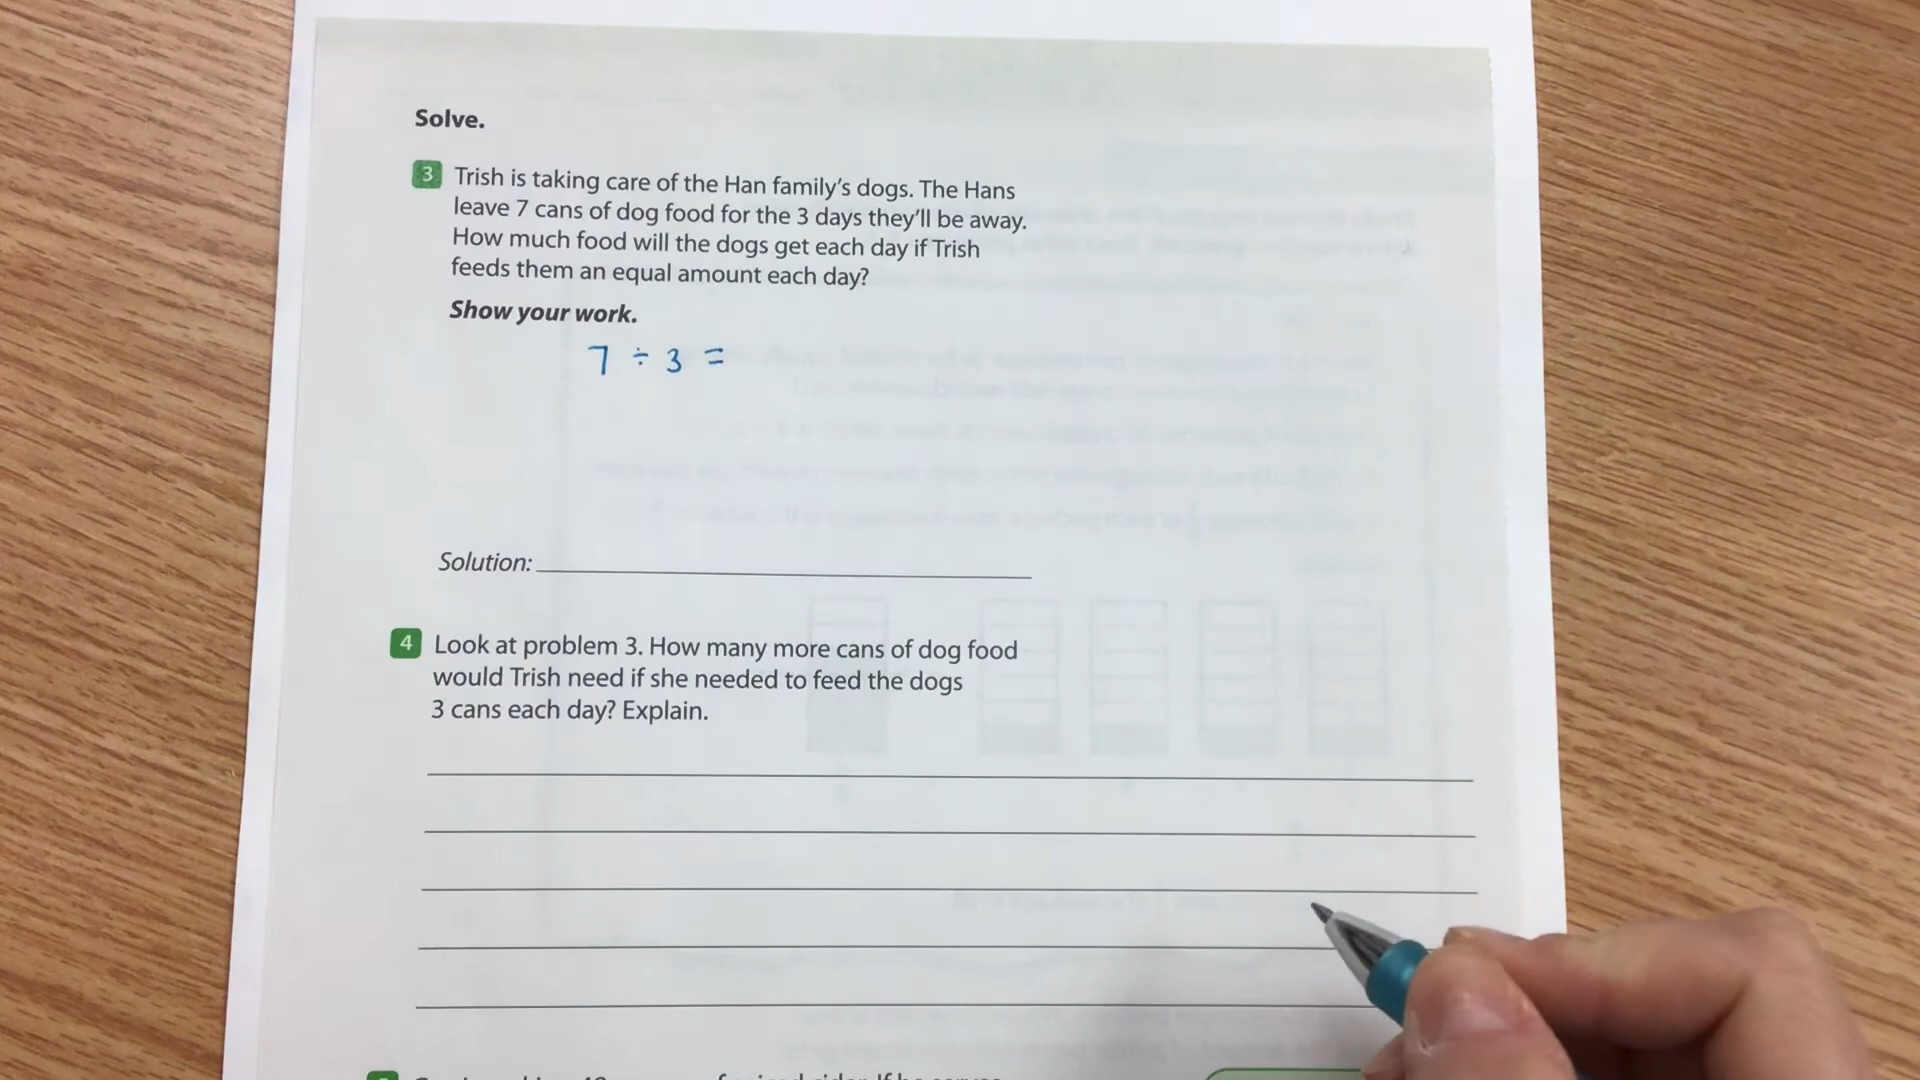 Solve.
3 Trish is taking care of the Han family's dogs. The Hans
leave 7 cans of dog food for the 3 days they'll be away.
How much food will the dogs get each day if Trish
feeds them an equal amount each day?
Show your work.
7 ÷ 3 =
Solution:
4 Look at problem 3. How many more cans of dog food
would Trish need if she needed to feed the dogs
3 cans each day? Explain.